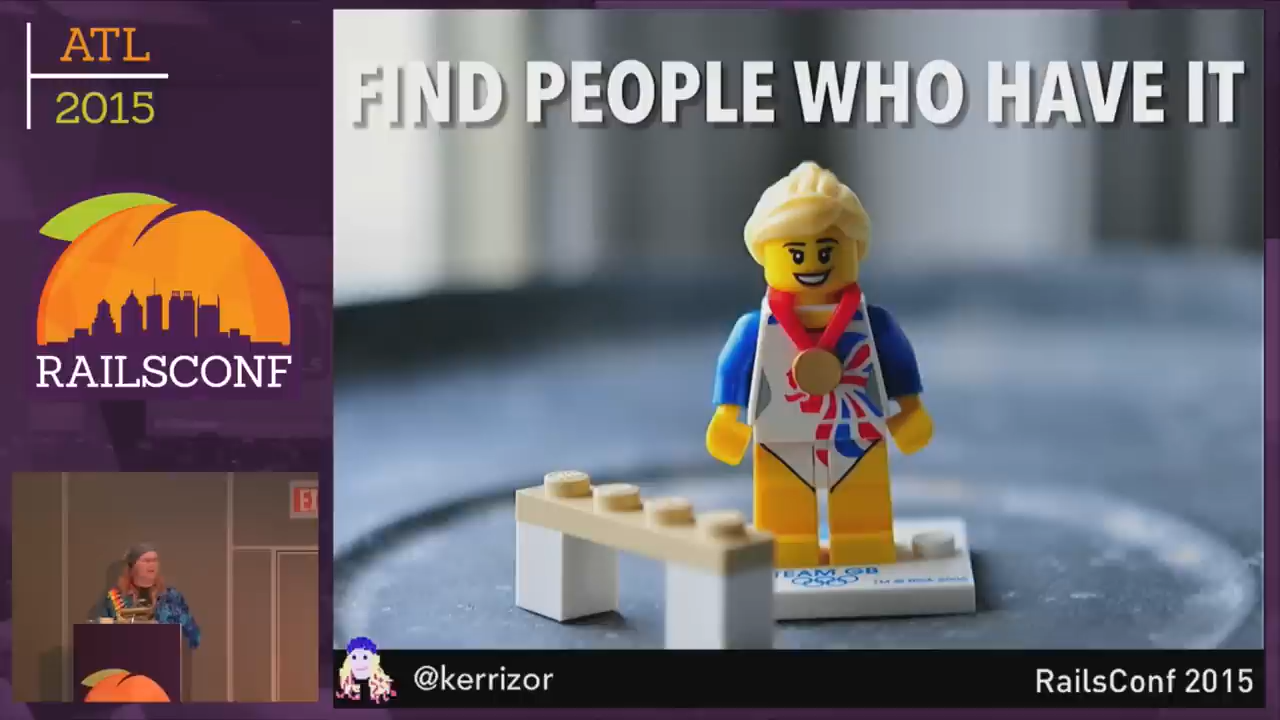 ATL
2015
RAILSCONF
FIND PEOPLE WHO HAVE IT
TEAM GB
@kerrizor
RailsConf 2015